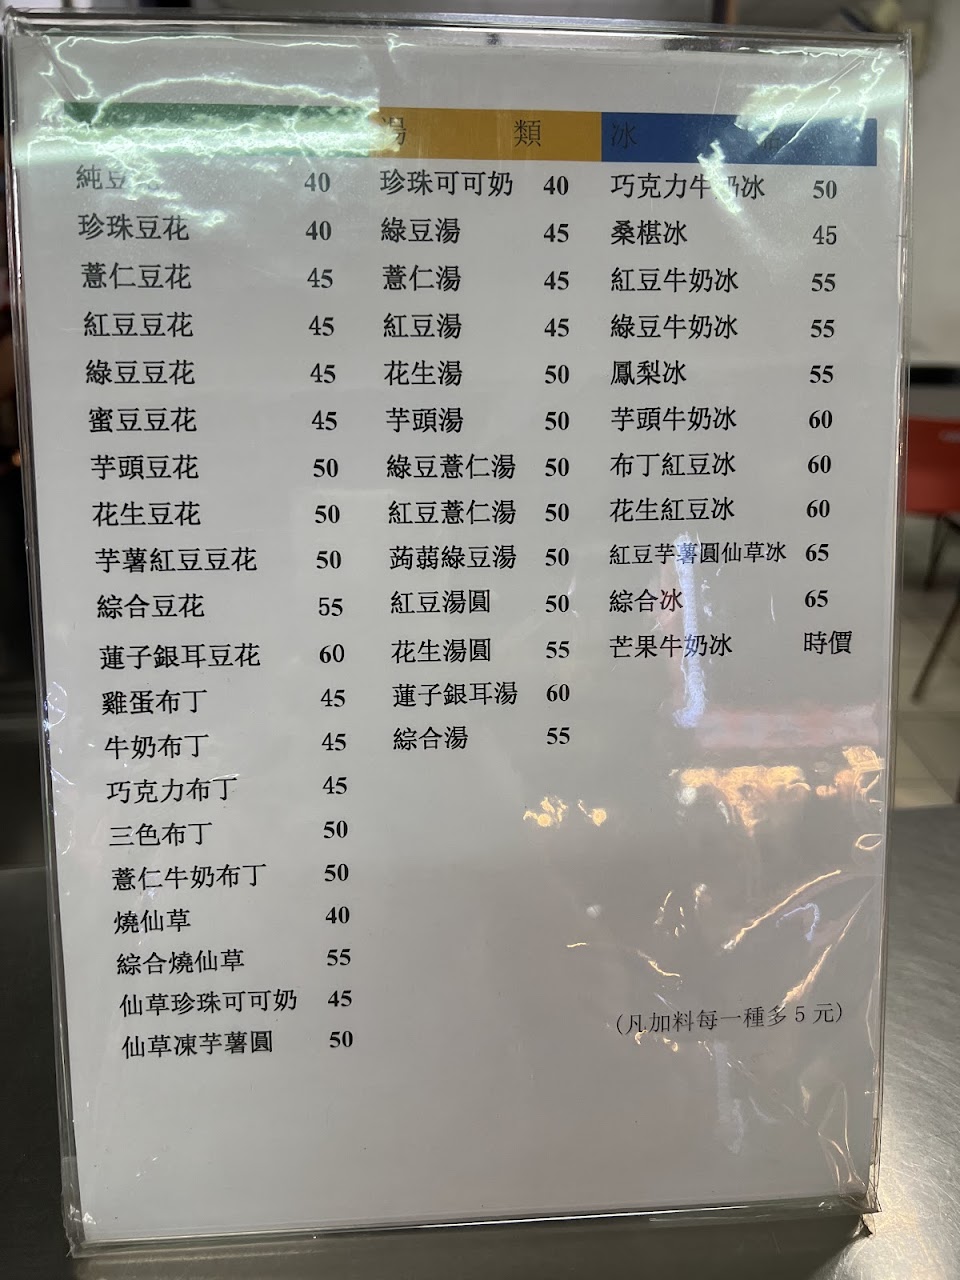 湯 類
冰
純豆 40
珍珠豆花 40
薏仁豆花 45
紅豆豆花 45
綠豆豆花 45
蜜豆豆花 45
芋頭豆花 50
花生豆花 50
芋薯紅豆豆花 50
綜合豆花 55
蓮子銀耳豆花 60
雞蛋布丁 45
牛奶布丁 45
巧克力布丁 45
三色布丁 50
薏仁牛奶布丁 50
燒仙草 40
綜合燒仙草 55
仙草珍珠可可奶 45
仙草凍芋薯圓 50
珍珠可可奶 40
綠豆湯 45
薏仁湯 45
紅豆湯 45
花生湯 50
芋頭湯 50
綠豆薏仁湯 50
紅豆薏仁湯 50
蒟蒻綠豆湯 50
紅豆湯圓 50
花生湯圓 55
蓮子銀耳湯 60
綜合湯 55
巧克力牛奶冰 50
桑椹冰 45
紅豆牛奶冰 55
綠豆牛奶冰 55
鳳梨冰 55
芋頭牛奶冰 60
布丁紅豆冰 60
花生紅豆冰 60
紅豆芋薯圓仙草冰 65
綜合冰 65
芒果牛奶冰 時價
(凡加料每一種多5元)